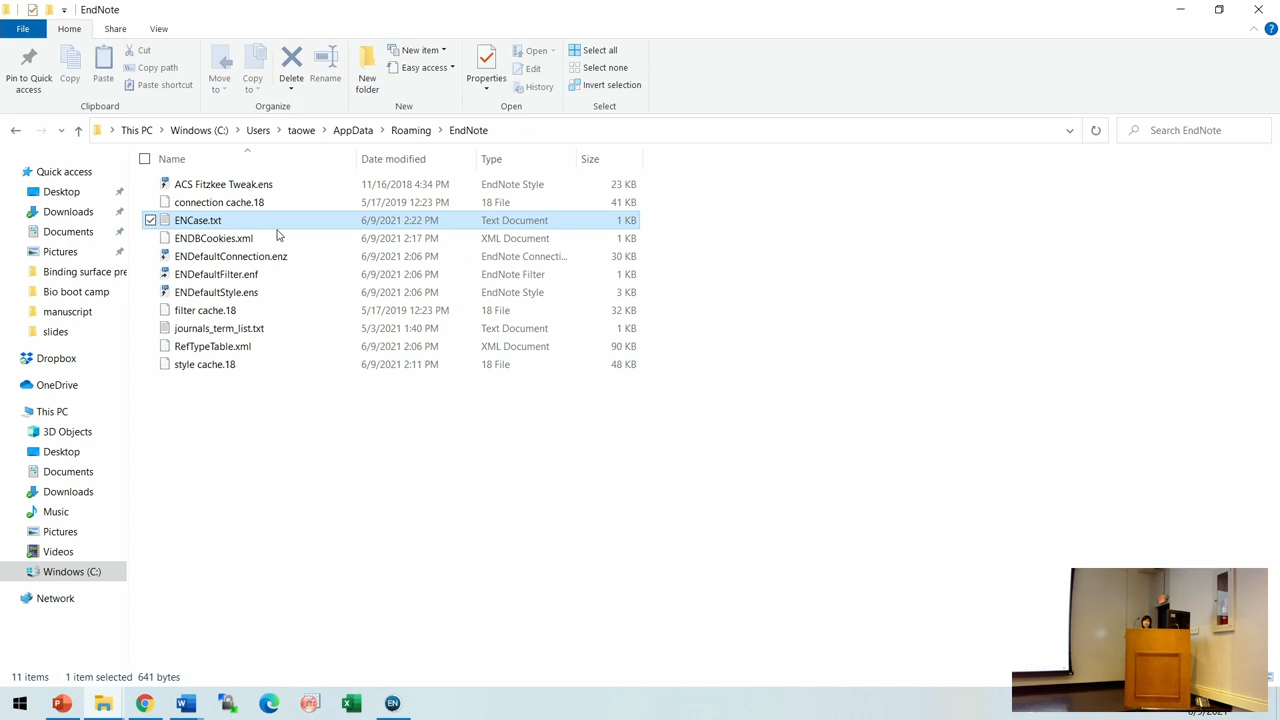 EndNote
File
Home
Share
View
Pin to Quick access
Copy
Paste
Cut
Copy path
Paste shortcut
Clipboard
Move to
Copy to
Delete
Rename
Organize
New folder
New item
Easy access
New
Properties
Open
Edit
History
Open
Select all
Select none
Invert selection
Select
This PC
Windows (C:)
Users
taowe
AppData
Roaming
EndNote
Search EndNote
Name
Date modified
Type
Size
ACS Fitzkee Tweak.ens 11/16/2018 4:34 PM EndNote Style 23 KB
connection cache.18 5/17/2019 12:23 PM 18 File 41 KB
ENCase.txt 6/9/2021 2:22 PM Text Document 1 KB
ENDBCookies.xml 6/9/2021 2:17 PM XML Document 1 KB
ENDefaultConnection.enz 6/9/2021 2:06 PM EndNote Connecti... 30 KB
ENDefaultFilter.enf 6/9/2021 2:06 PM EndNote Filter 1 KB
ENDefaultStyle.ens 6/9/2021 2:06 PM EndNote Style 3 KB
filter cache.18 5/17/2019 12:23 PM 18 File 32 KB
journals_term_list.txt 5/3/2021 1:40 PM Text Document 1 KB
RefTypeTable.xml 6/9/2021 2:06 PM XML Document 90 KB
style cache.18 6/9/2021 2:11 PM 18 File 48 KB
Quick access
Desktop
Downloads
Documents
Pictures
Binding surface pre
Bio boot camp
manuscript
slides
Dropbox
OneDrive
This PC
3D Objects
Desktop
Documents
Downloads
Music
Pictures
Videos
Windows (C:)
Network
11 items 1 item selected 641 bytes
EN